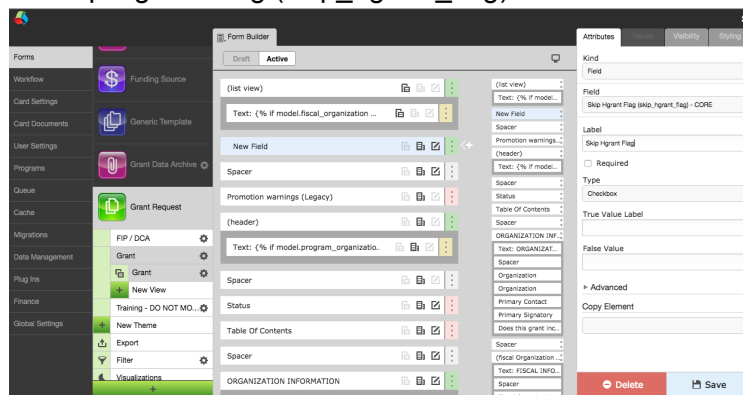 Form Builder
Attributes
Values
Visibility
Styling
Draft
Active
Forms
Workflow
Card Settings
Card Documents
User Settings
Programs
Queue
Cache
Migrations
Data Management
Plug Ins
Finance
Global Settings
Funding Source
Generic Template
Grant Data Archive
Grant Request
FIP / DCA
Grant
Grant
New View
Training - DO NOT MO...
New Theme
Export
Filter
Visualizations
(list view)
Text: {% if model.fiscal_organization ...
New Field
Spacer
Promotion warnings (Legacy)
(header)
Text: {% if model.program_organizatio..
Spacer
Status
Table Of Contents
Spacer
ORGANIZATION INFORMATION
(list view)
Text: {% if model...
New Field
Spacer
Promotion warnings...
(header)
Text: {% if model...
Spacer
Status
Table Of Contents
Spacer
ORGANIZATION INF...
Text: ORGANIZAT...
Spacer
Organization
Organization
Primary Contact
Primary Signatory
Does this grant inc...
Spacer
(fiscal Organization ...
Text: FISCAL INFO...
Spacer
Kind
Field
Field
Skip Hgrant Flag (skip_hgrant_flag) - CORE
Label
Skip Hgrant Flag
Required
Type
Checkbox
True Value Label
False Value
Advanced
Copy Element
Delete
Save